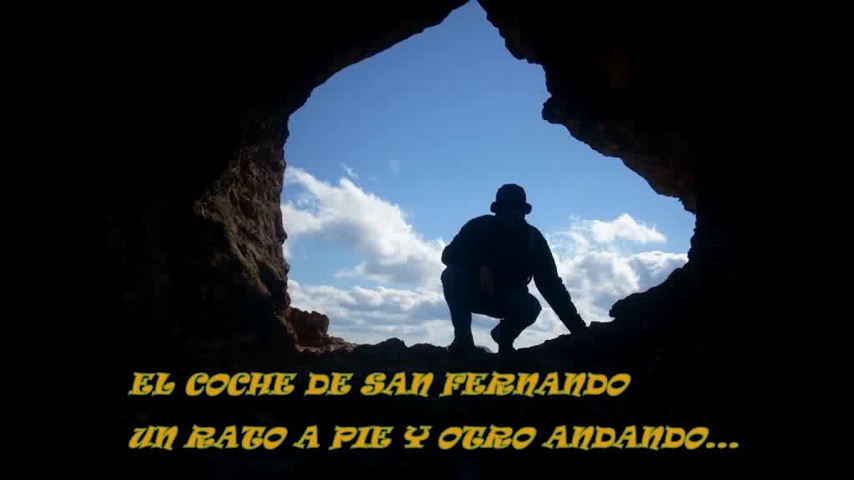 EL COCHE DE SAN FERNANDO
UN RATO A PIE Y OTRO ANDANDO...